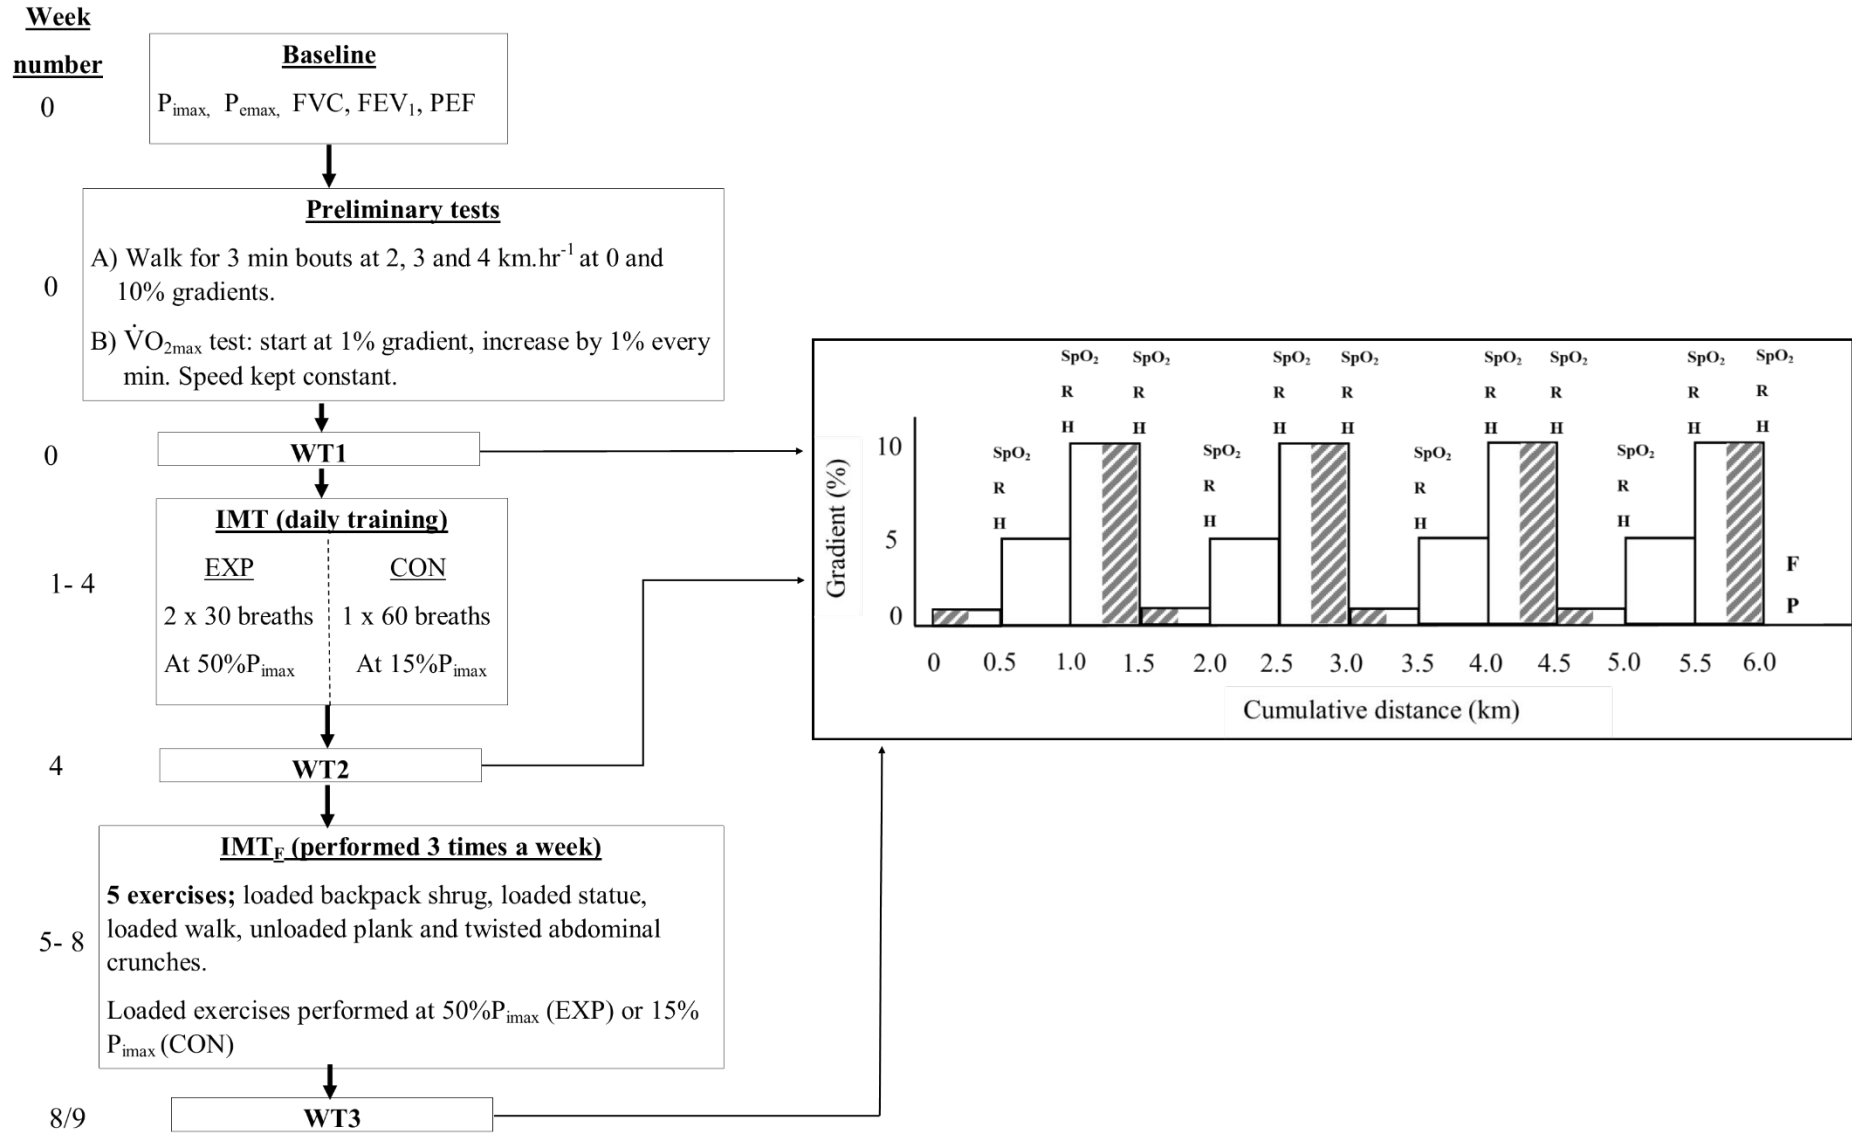 Week
number
0
Baseline
Pimax, Pemax, FVC, FEV1, PEF
0
Preliminary tests
A) Walk for 3 min bouts at 2, 3 and 4 km.hr-1 at 0 and
10% gradients.
B) V̇O2max test: start at 1% gradient, increase by 1% every
min. Speed kept constant.
0
WT1
1- 4
IMT (daily training)
EXP
2 x 30 breaths
At 50%Pimax
CON
1 x 60 breaths
At 15%Pimax
4
WT2
5- 8
IMTF (performed 3 times a week)
5 exercises; loaded backpack shrug, loaded statue,
loaded walk, unloaded plank and twisted abdominal
crunches.
Loaded exercises performed at 50%Pimax (EXP) or 15%
Pimax (CON)
8/9
WT3
Gradient (%)
10
5
0
SpO2
R
H
SpO2
R
H
SpO2
R
H
SpO2
R
H
SpO2
R
H
SpO2
R
H
SpO2
R
H
SpO2
R
H
SpO2
R
H
SpO2
R
H
SpO2
R
H
SpO2
R
H
F
P
0 0.5 1.0 1.5 2.0 2.5 3.0 3.5 4.0 4.5 5.0 5.5 6.0
Cumulative distance (km)